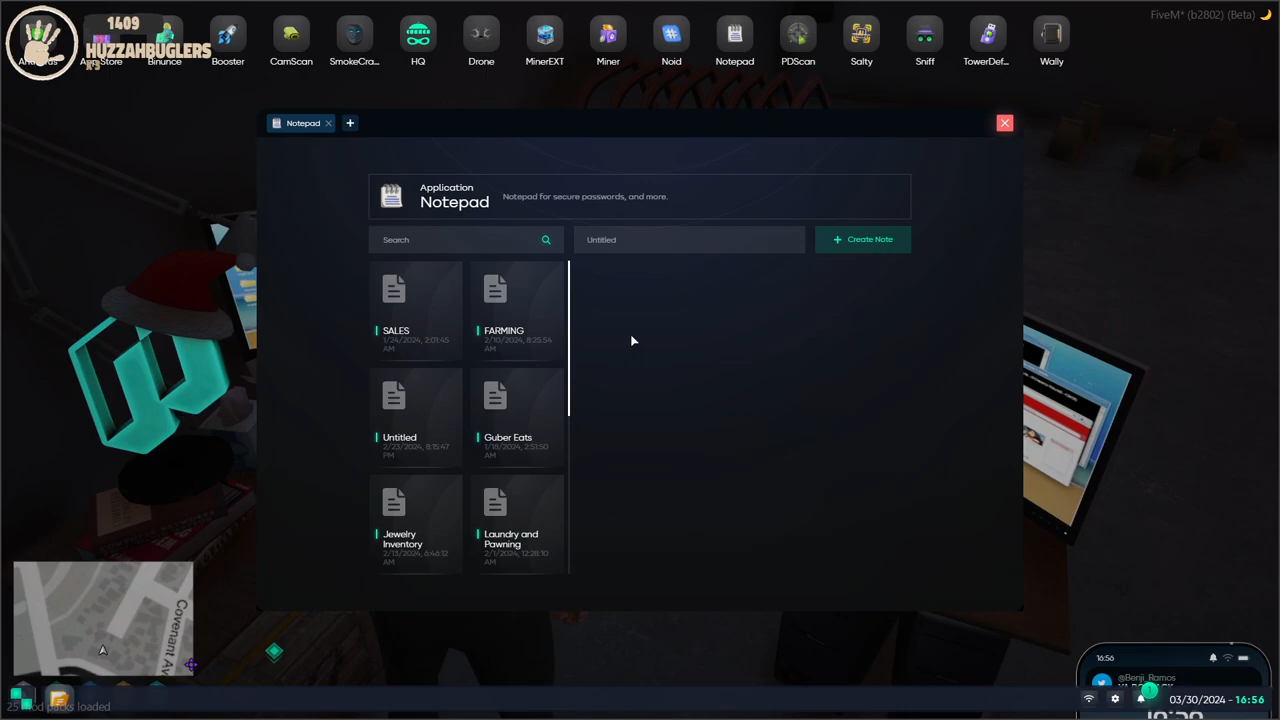 FiveM* (b2802) (Beta) 🌙
1409
HUZZAHBUGLERS
App Store
Binunce
Booster
CamScan
SmokeCra...
HQ
Drone
MinerEXT
Miner
Noid
Notepad
PDScan
Salty
Sniff
TowerDef...
Wally
Notepad
Application
Notepad
Notepad for secure passwords, and more.
Search
Untitled
+ Create Note
SALES
1/24/2024, 2:01:45
AM
FARMING
2/10/2024, 8:25:54
AM
Untitled
2/23/2024, 8:15:47
PM
Guber Eats
1/18/2024, 2:51:50
AM
Jewelry
Inventory
2/13/2024, 6:46:12
AM
Laundry and
Pawning
2/1/2024, 12:28:10
AM
Covenant Av
16:56
@Benji_Ramos
25 mod packs loaded
03/30/2024 - 16:56